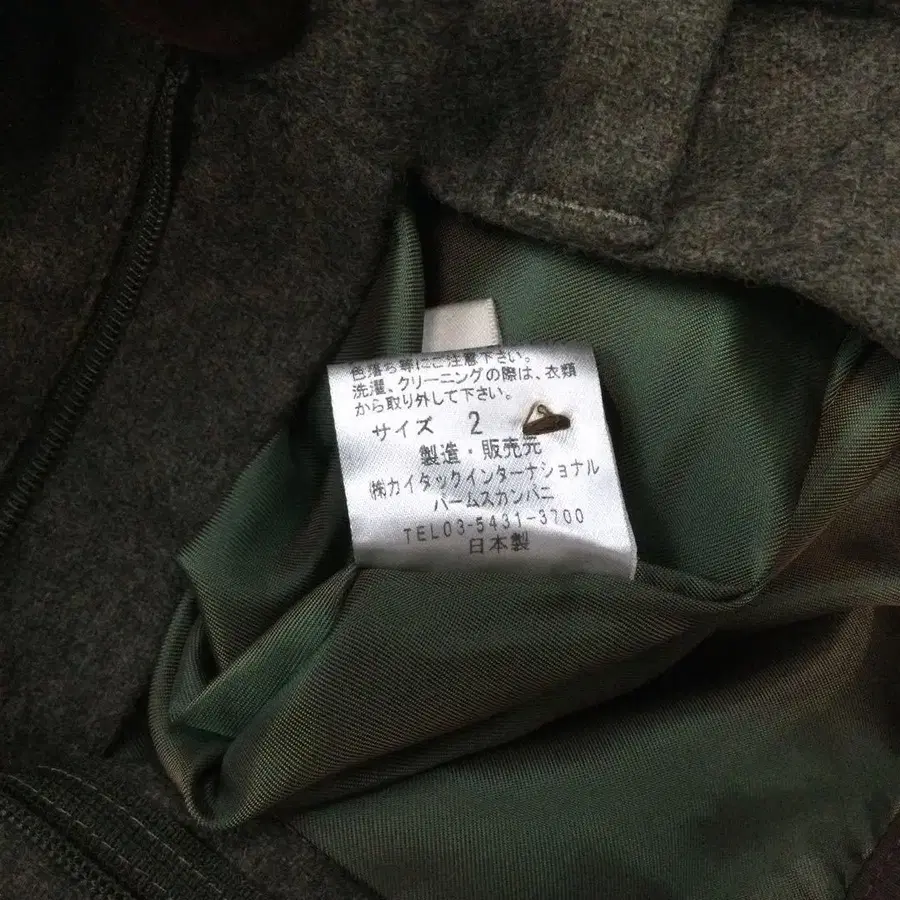 色落ち等にご注意下さい。
洗濯、クリーニングの際は、衣類
から取り外して下さい。
サイズ 2
製造・販売元
㈱カイタックインターナショナル
パームスカンパニ
TEL03-5431-3700
日本製